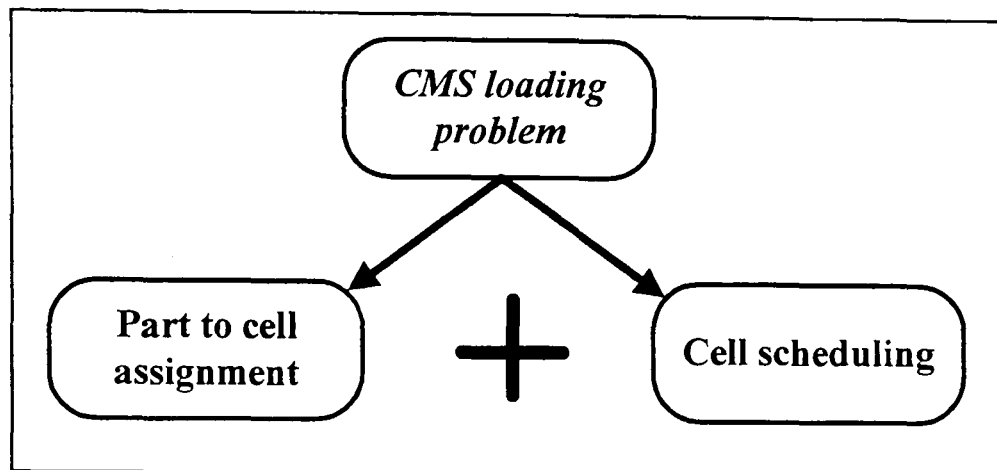 CMS loading
problem
Part to cell
assignment
+
Cell scheduling